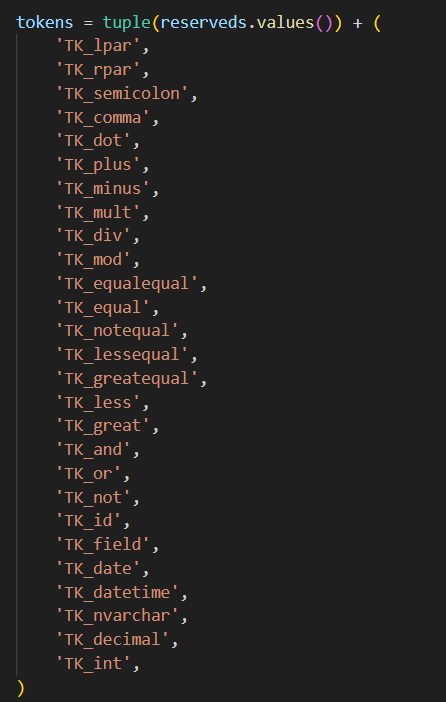 tokens = tuple(reserveds.values()) + (
    'TK_lpar',
    'TK_rpar',
    'TK_semicolon',
    'TK_comma',
    'TK_dot',
    'TK_plus',
    'TK_minus',
    'TK_mult',
    'TK_div',
    'TK_mod',
    'TK_equalequal',
    'TK_equal',
    'TK_notequal',
    'TK_lessequal',
    'TK_greatequal',
    'TK_less',
    'TK_great',
    'TK_and',
    'TK_or',
    'TK_not',
    'TK_id',
    'TK_field',
    'TK_date',
    'TK_datetime',
    'TK_nvarchar',
    'TK_decimal',
    'TK_int',
)